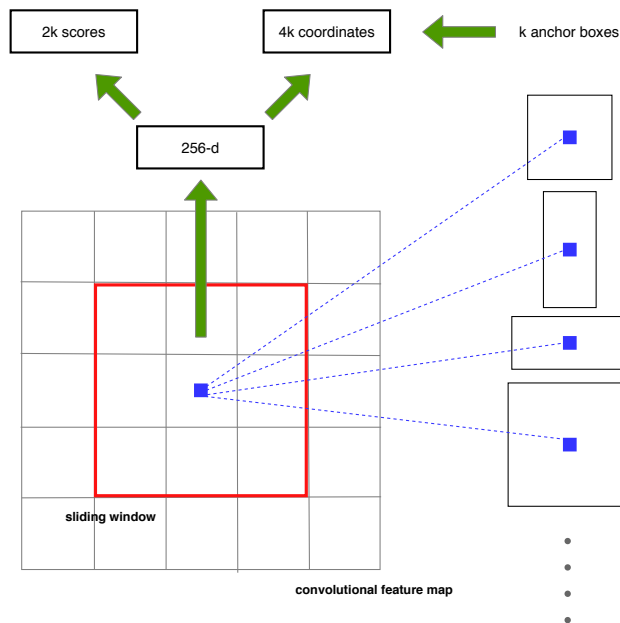 2k scores
4k coordinates
k anchor boxes
256-d
sliding window
convolutional feature map